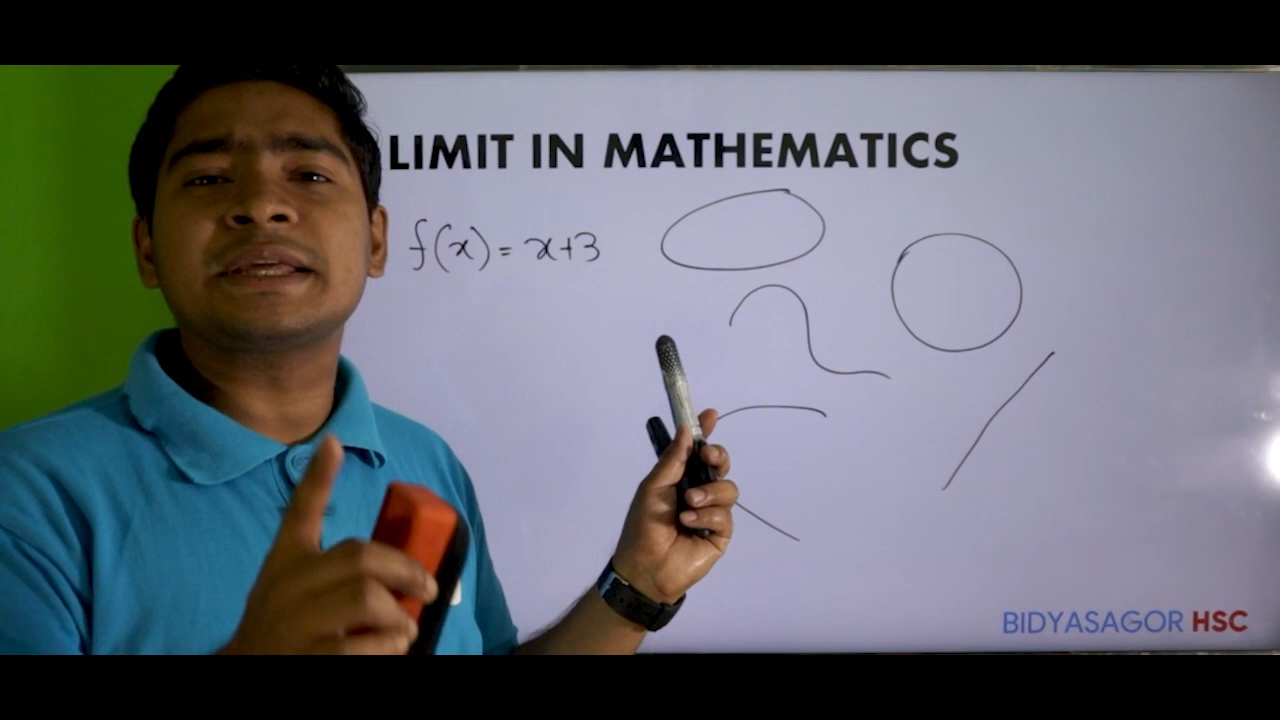 LIMIT IN MATHEMATICS
f(x) = x+3
BIDYASAGOR HSC